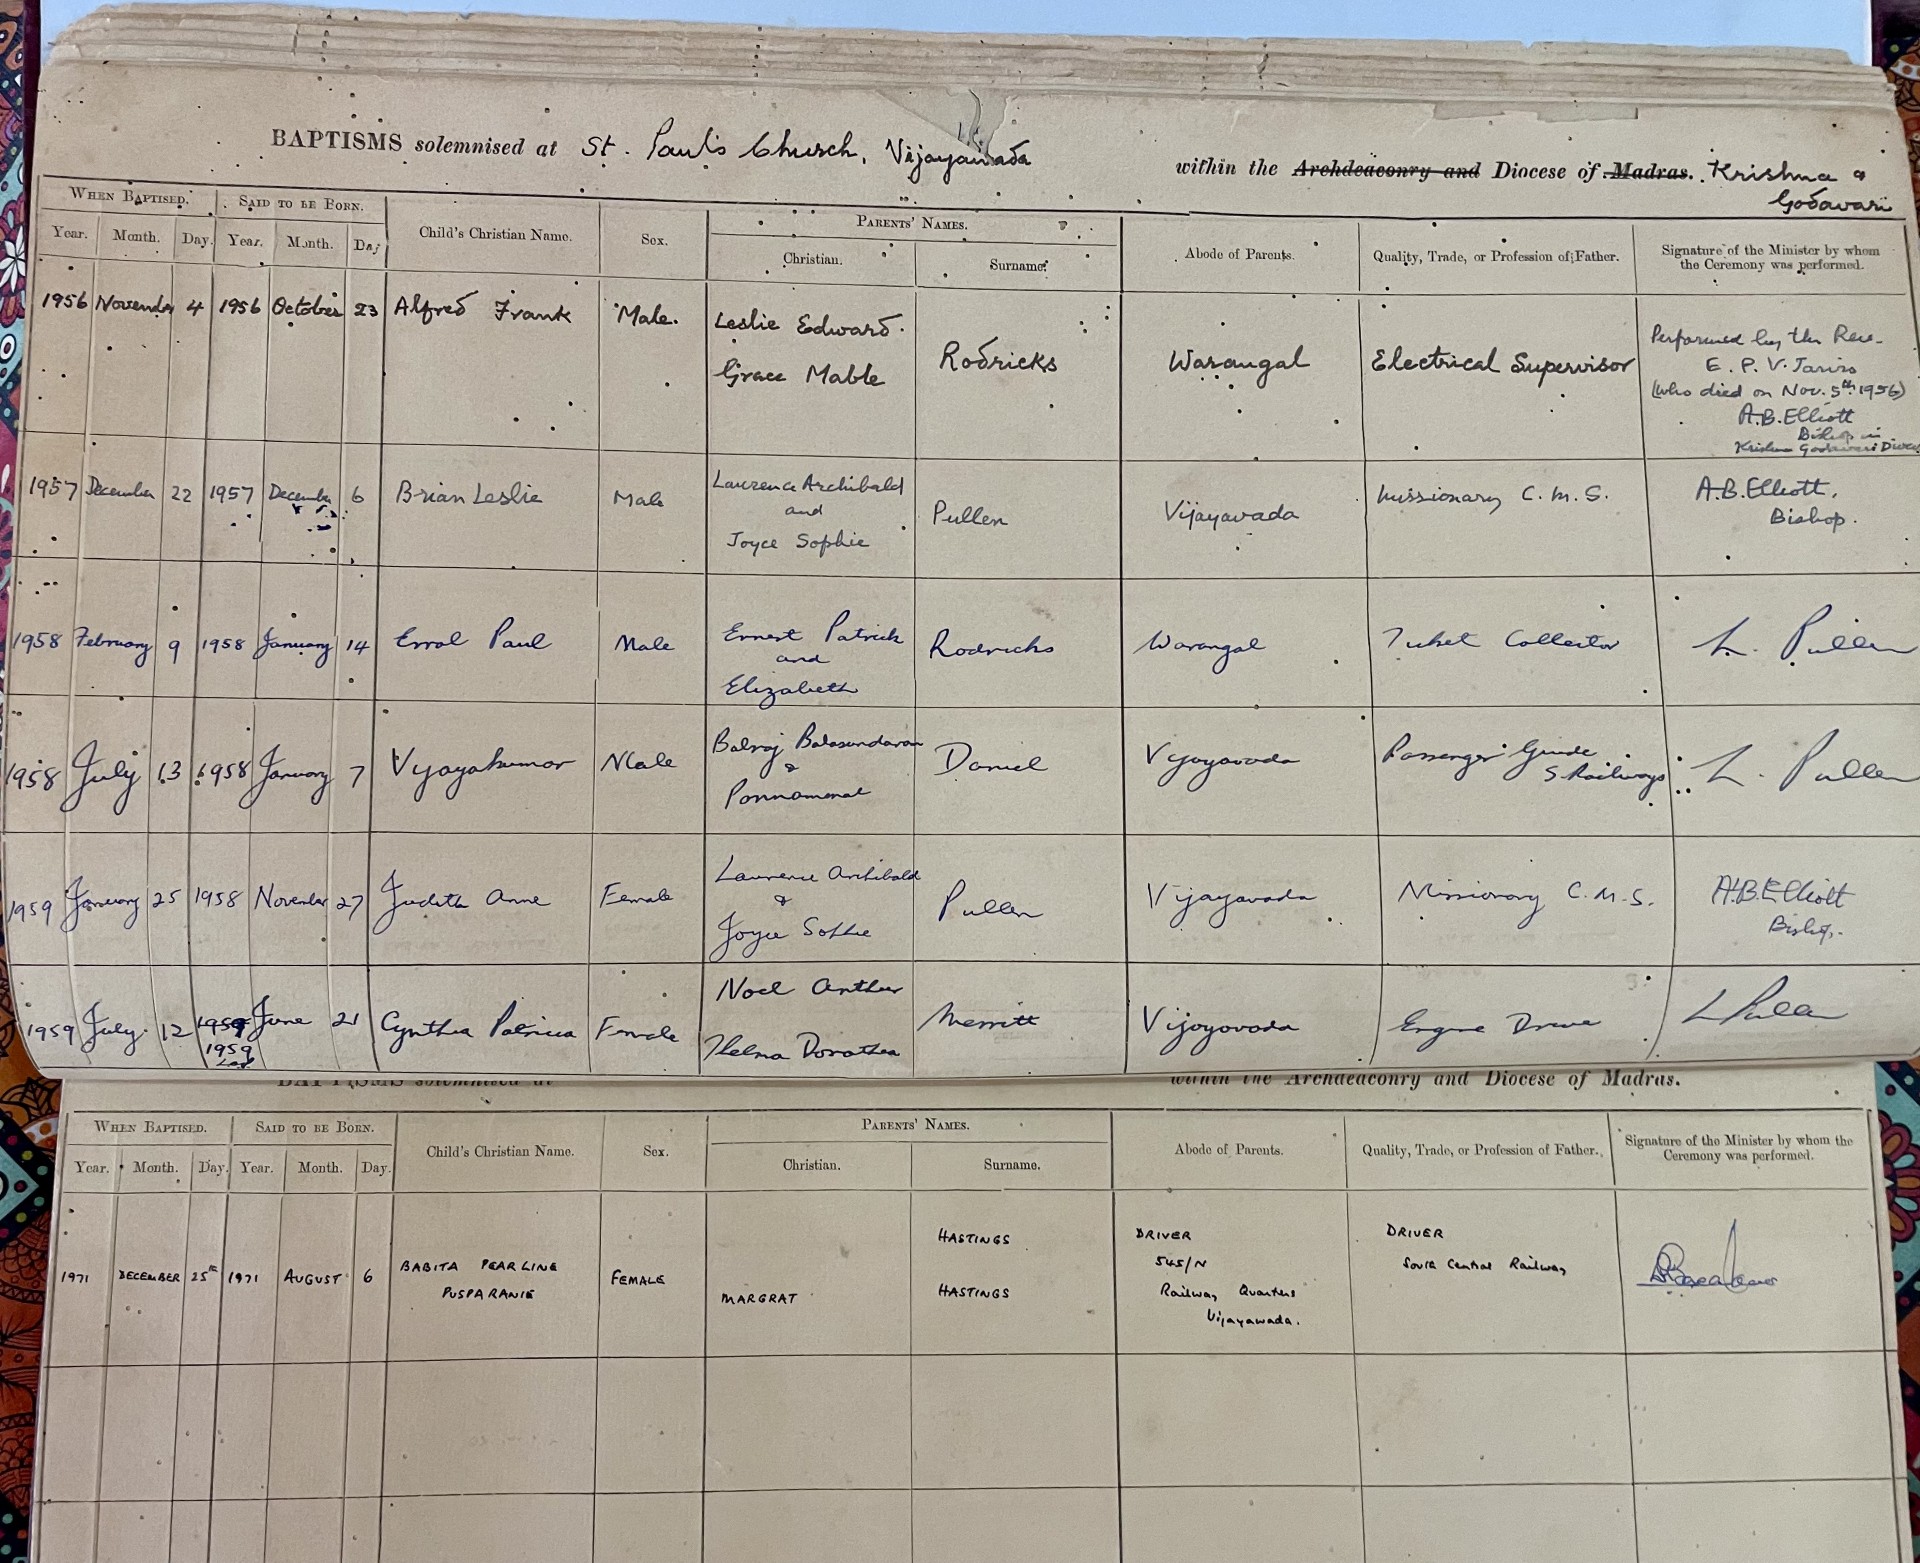 BAPTISMS solemnised at St. Paul's Church, Vijayawada within the Archdeaconry and Diocese of Madras. Krishna &
Godavari
WHEN BAPTISED. SAID TO BE BORN. Child's Christian Name. Sex. PARENTS' NAMES. Abode of Parents. Quality, Trade, or Profession of Father. Signature of the Minister by whom
the Ceremony was performed.
Year. Month. Day. Year. Month. Day Christian. Surname.
1956 November 4 1956 October 23 Alfred Frank Male. Leslie Edward.
Grace Mable Rodricks Warangal Electrical Supervisor Performed by the Rev.
E. P. V.
(who died on Nov. 5th 1956)
A.B. Elliott
Bishop in
Krishna Godavari
1957 December 22 1957 December 6 Brian Leslie Male Laurence Archibald
and
Joyce Sophie Pullen Vijayavada Missionary C.M.S. A.B. Elliott,
Bishop.
1958 February 9 1958 January 14 Errol Paul Male Ernest Patrick
and
Elizabeth Rodricks Warangal Ticket Collector L. Pullen
1958 July 13 1958 January 7 Vijayakumar Male Balraj Balasundaram
&
Daniel Vijayavada Passenger Guide
S. Railways L. Pullen
1959 January 25 1958 November 27 Judith Anne Female Laurence Archibald
&
Joyce Sophie Pullen Vijayavada Missionary C.M.S. A.B. Elliott
Bishop.
1959 July 12 1959 June 21 Cynthia Patricia Female Noel Arthur
Thelma Dorothea Merritt Vijayavada Engine Driver L Pullen
1959
LAP
BAPTISMS solemnised at within the Archdeaconry and Diocese of Madras.
WHEN BAPTISED. SAID TO BE BORN. Child's Christian Name. Sex. PARENTS' NAMES. Abode of Parents. Quality, Trade, or Profession of Father. Signature of the Minister by whom the
Ceremony was performed.
Year. Month. Day. Year. Month. Day. Christian. Surname.
1971 DECEMBER 25th 1971 AUGUST 6 BABITA PEARLINE
PUSPARANIE FEMALE
HASTINGS
MARGRAT HASTINGS
DRIVER
545/N
Railway Quarters
Vijayawada.
DRIVER
South Central Railway